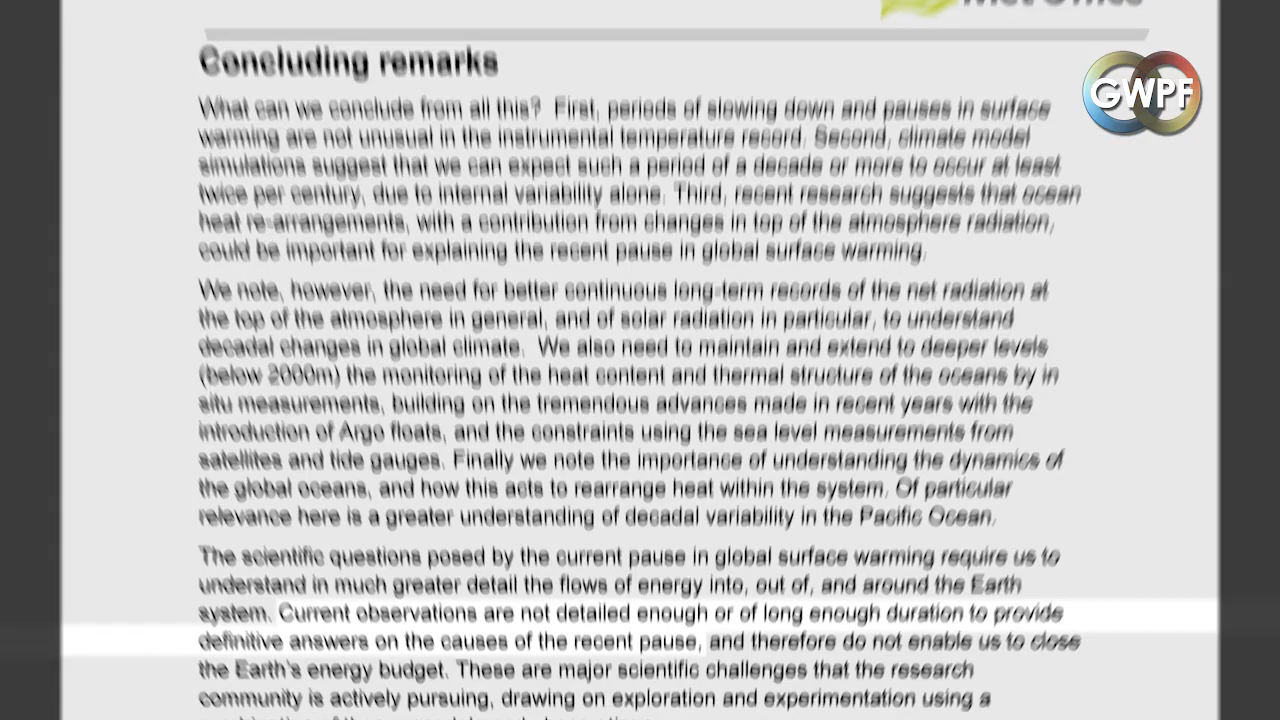 Met Office
Concluding remarks
GWPF
What can we conclude from all this? First, periods of slowing down and pauses in surface
warming are not unusual in the instrumental temperature record. Second, climate model
simulations suggest that we can expect such a period of a decade or more to occur at least
twice per century, due to internal variability alone. Third, recent research suggests that ocean
heat re-arrangements, with a contribution from changes in top of the atmosphere radiation,
could be important for explaining the recent pause in global surface warming.
We note, however, the need for better continuous long-term records of the net radiation at
the top of the atmosphere in general, and of solar radiation in particular, to understand
decadal changes in global climate. We also need to maintain and extend to deeper levels
(below 2000m) the monitoring of the heat content and thermal structure of the oceans by in
situ measurements, building on the tremendous advances made in recent years with the
introduction of Argo floats, and the constraints using the sea level measurements from
satellites and tide gauges. Finally we note the importance of understanding the dynamics of
the global oceans, and how this acts to rearrange heat within the system. Of particular
relevance here is a greater understanding of decadal variability in the Pacific Ocean.
The scientific questions posed by the current pause in global surface warming require us to
understand in much greater detail the flows of energy into, out of, and around the Earth
system. Current observations are not detailed enough or of long enough duration to provide
definitive answers on the causes of the recent pause, and therefore do not enable us to close
the Earth's energy budget. These are major scientific challenges that the research
community is actively pursuing, drawing on exploration and experimentation using a